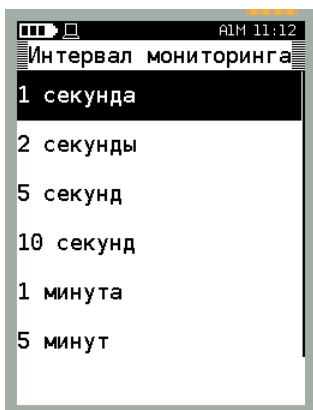 A1M 11:12
Интервал мониторинга
1 секунда
2 секунды
5 секунд
10 секунд
1 минута
5 минут